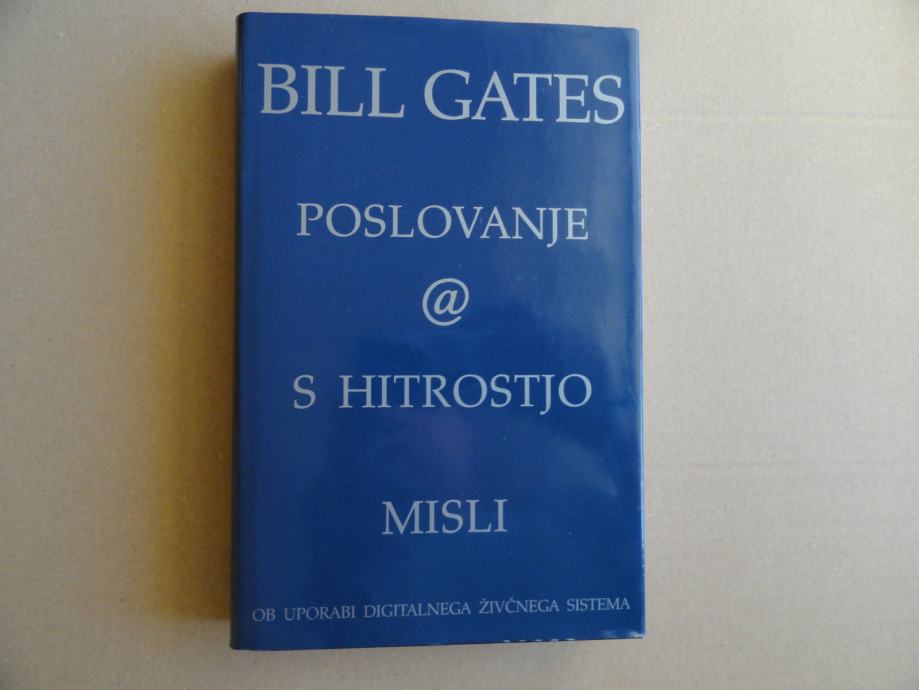 BILL GATES
POSLOVANJE
@
S HITROSTJO
MISLI
OB UPORABI DIGITALNEGA ŽIVČNEGA SISTEMA